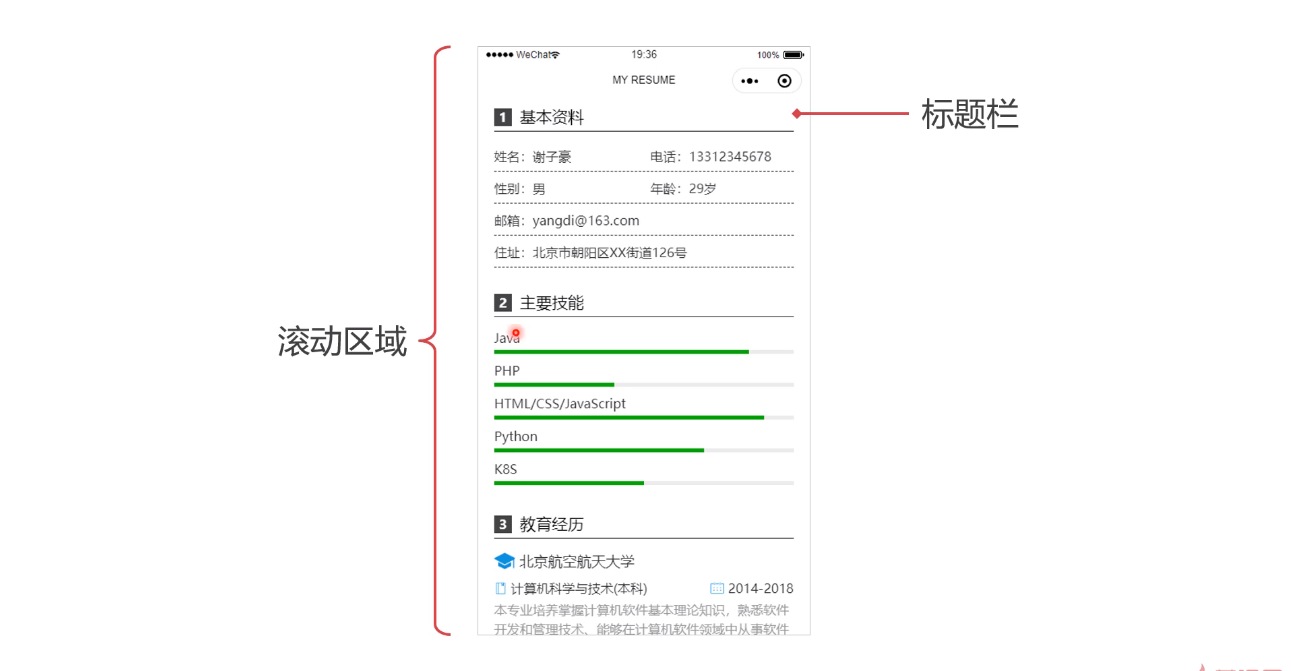 WeChat
19:36
100%
MY RESUME
1 基本资料
标题栏
姓名：谢子豪 电话：13312345678
性别：男 年龄：29岁
邮箱：yangdi@163.com
住址：北京市朝阳区XX街道126号
2 主要技能
滚动区域
Java
PHP
HTML/CSS/JavaScript
Python
K8S
3 教育经历
北京航空航天大学
计算机科学与技术(本科) 2014-2018
本专业培养掌握计算机软件基本理论知识，熟悉软件
开发和管理技术、能够在计算机软件领域中从事软件